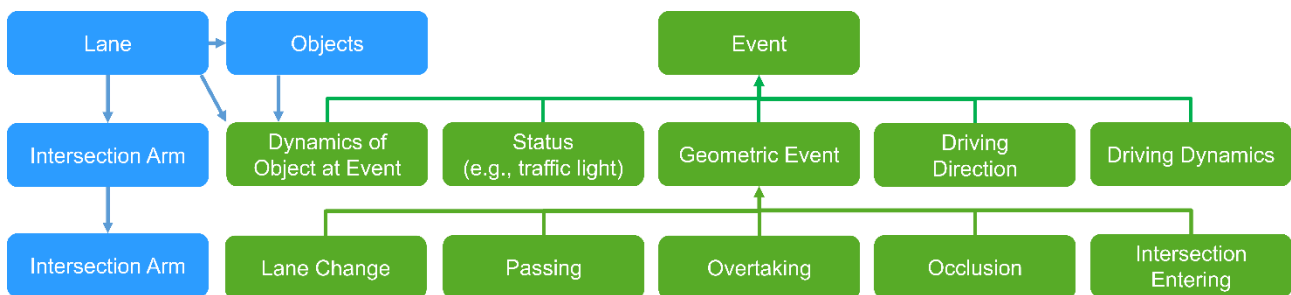 Lane
Objects
Event
Intersection Arm
Dynamics of
Object at Event
Status
(e.g., traffic light)
Geometric Event
Driving
Direction
Driving Dynamics
Intersection Arm
Lane Change
Passing
Overtaking
Occlusion
Intersection
Entering